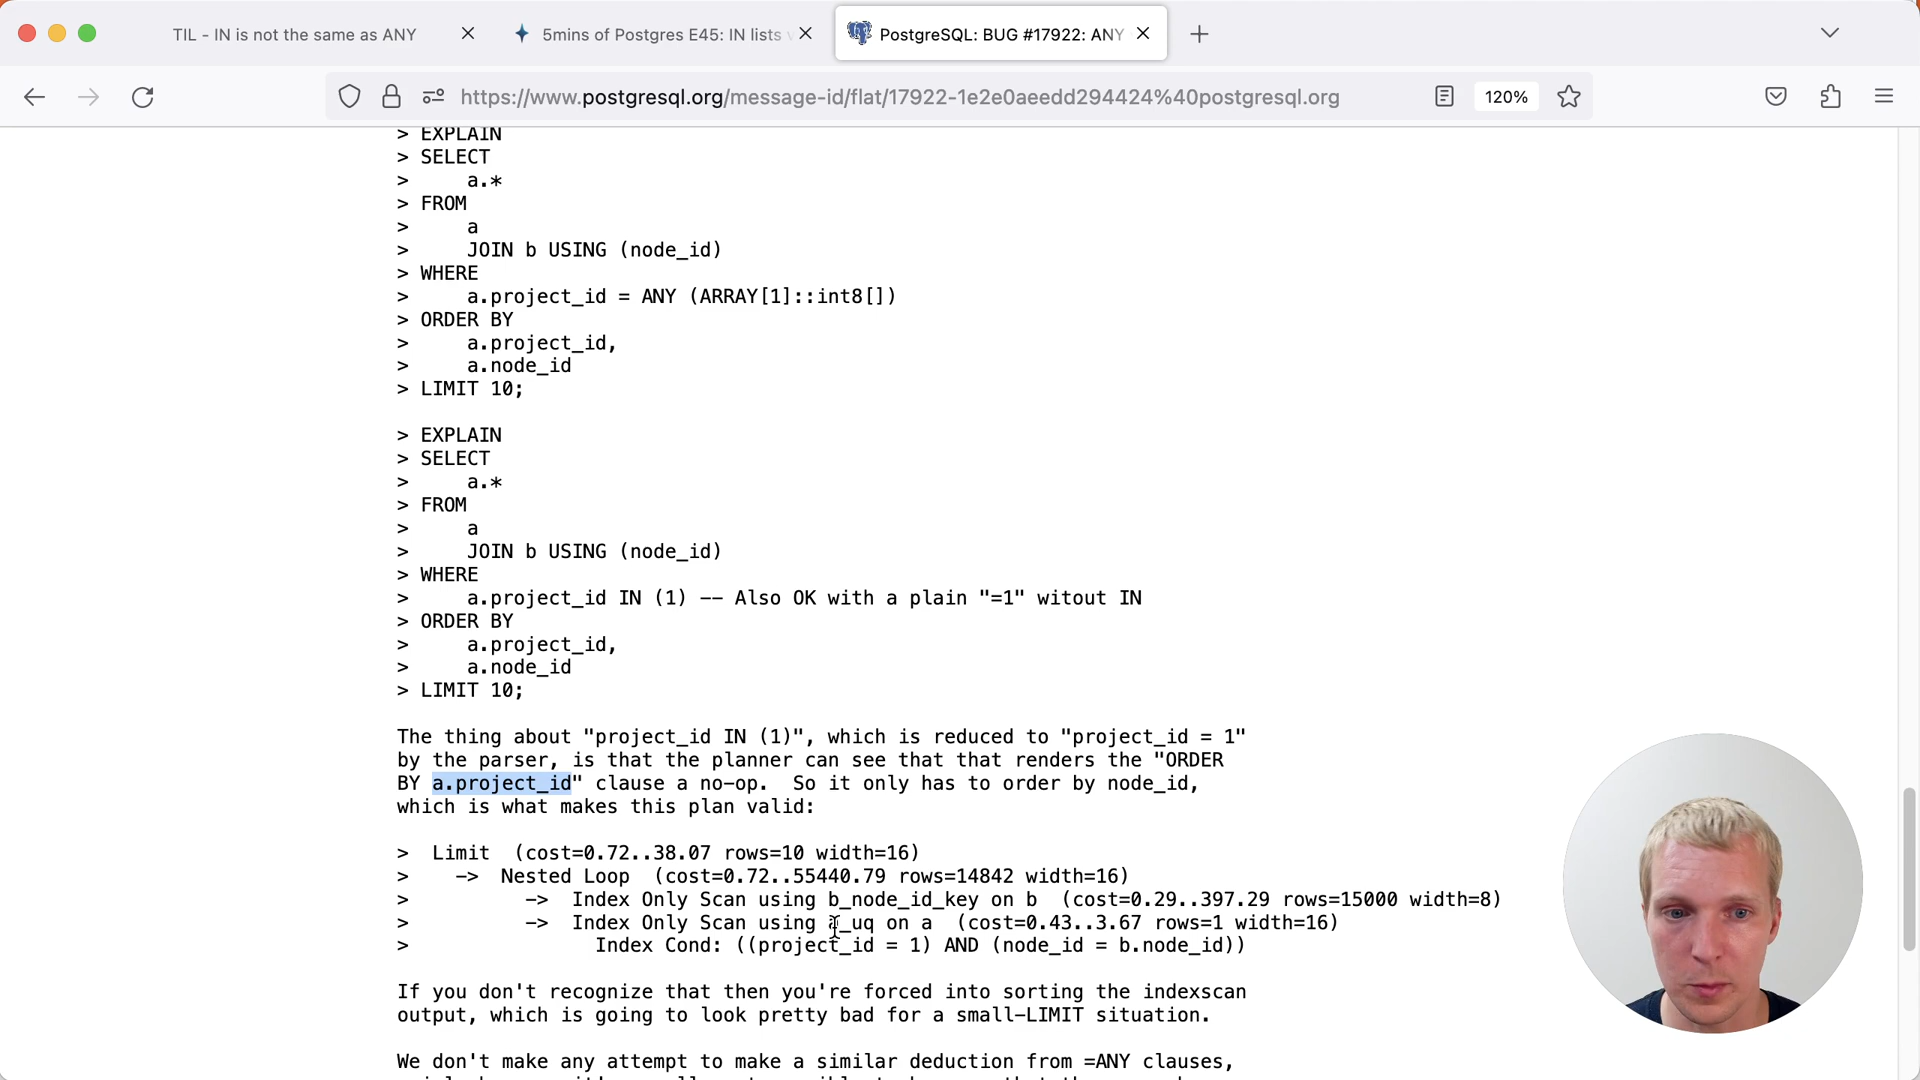 TIL - IN is not the same as ANY
5mins of Postgres E45: IN lists
PostgreSQL: BUG #17922: ANY
https://www.postgresql.org/message-id/flat/17922-1e2e0aeedd294424%40postgresql.org
120%
> EXPLAIN
> SELECT
>     a.*
> FROM
>     a
>     JOIN b USING (node_id)
> WHERE
>     a.project_id = ANY (ARRAY[1]::int8[])
> ORDER BY
>     a.project_id,
>     a.node_id
> LIMIT 10;
> EXPLAIN
> SELECT
>     a.*
> FROM
>     a
>     JOIN b USING (node_id)
> WHERE
>     a.project_id IN (1) -- Also OK with a plain "=1" witout IN
> ORDER BY
>     a.project_id,
>     a.node_id
> LIMIT 10;
The thing about "project_id IN (1)", which is reduced to "project_id = 1"
by the parser, is that the planner can see that that renders the "ORDER
BY a.project_id" clause a no-op.  So it only has to order by node_id,
which is what makes this plan valid:
>  Limit  (cost=0.72..38.07 rows=10 width=16)
>    ->  Nested Loop  (cost=0.72..55440.79 rows=14842 width=16)
>          ->  Index Only Scan using b_node_id_key on b  (cost=0.29..397.29 rows=15000 width=8)
>          ->  Index Only Scan using a_uq on a  (cost=0.43..3.67 rows=1 width=16)
>                Index Cond: ((project_id = 1) AND (node_id = b.node_id))
If you don't recognize that then you're forced into sorting the indexscan
output, which is going to look pretty bad for a small-LIMIT situation.
We don't make any attempt to make a similar deduction from =ANY clauses,